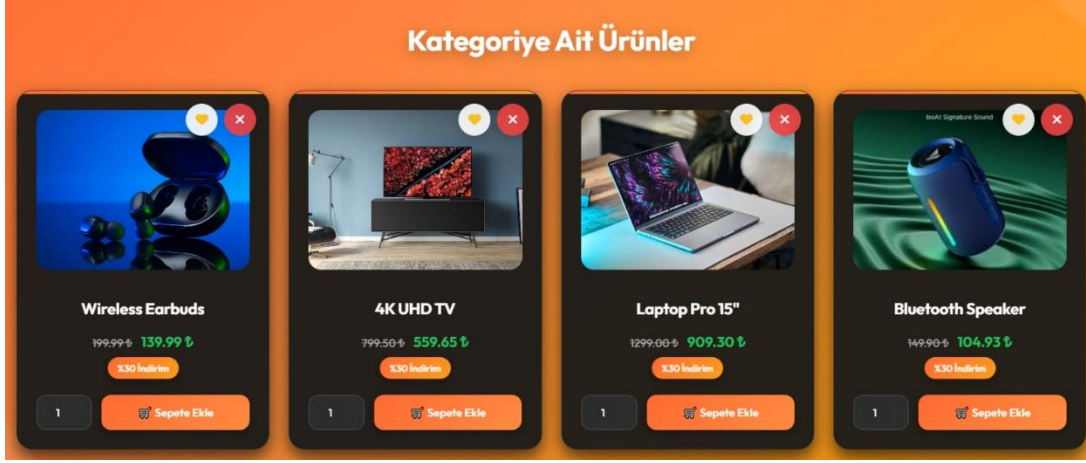 Kategoriye Ait Ürünler
BoAt Signature Sound
Wireless Earbuds
199.99 ₺ 139.99 ₺
%30 İndirim
1
🛒 Sepete Ekle
4K UHD TV
799.50 ₺ 559.65 ₺
%30 İndirim
1
🛒 Sepete Ekle
Laptop Pro 15"
1299.00 ₺ 909.30 ₺
%30 İndirim
1
🛒 Sepete Ekle
Bluetooth Speaker
149.90 ₺ 104.93 ₺
%30 İndirim
1
🛒 Sepete Ekle